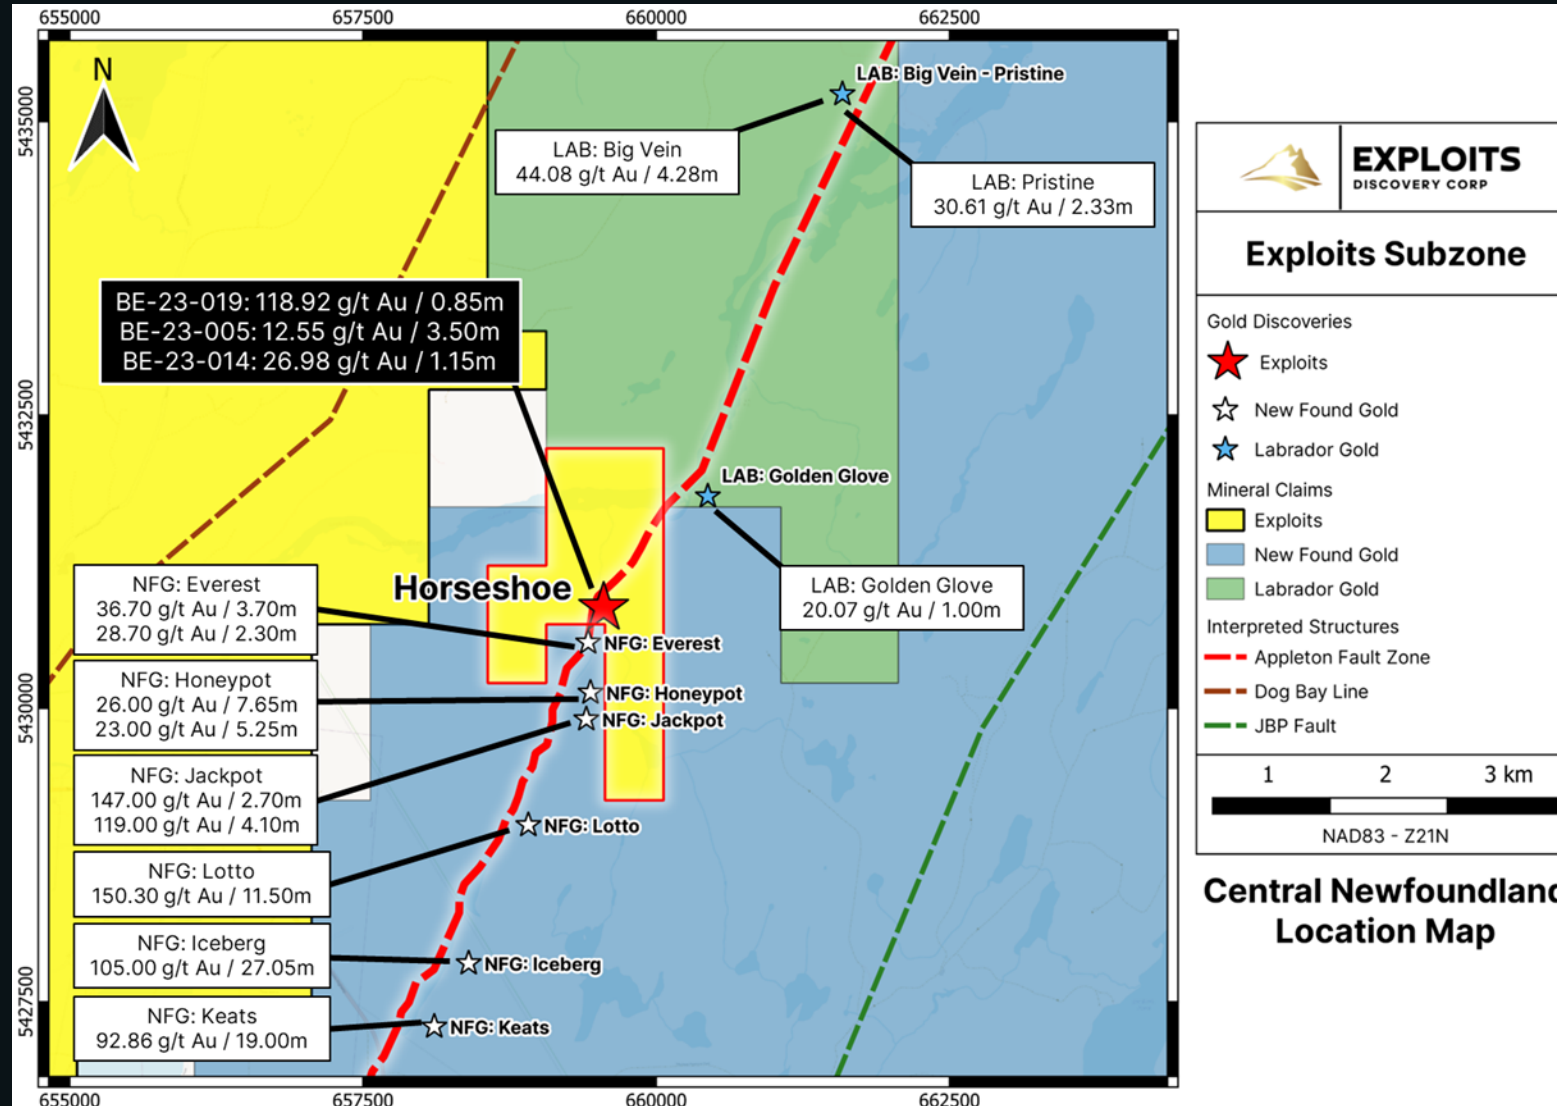 655000
657500
660000
662500
N
5435000
5432500
5430000
5427500
LAB: Big Vein - Pristine
LAB: Big Vein
44.08 g/t Au / 4.28m
LAB: Pristine
30.61 g/t Au / 2.33m
BE-23-019: 118.92 g/t Au / 0.85m
BE-23-005: 12.55 g/t Au / 3.50m
BE-23-014: 26.98 g/t Au / 1.15m
LAB: Golden Glove
LAB: Golden Glove
20.07 g/t Au / 1.00m
Horseshoe
NFG: Everest
36.70 g/t Au / 3.70m
28.70 g/t Au / 2.30m
NFG: Everest
NFG: Honeypot
26.00 g/t Au / 7.65m
23.00 g/t Au / 5.25m
NFG: Honeypot
NFG: Jackpot
NFG: Jackpot
147.00 g/t Au / 2.70m
119.00 g/t Au / 4.10m
NFG: Lotto
NFG: Lotto
150.30 g/t Au / 11.50m
NFG: Iceberg
105.00 g/t Au / 27.05m
NFG: Iceberg
NFG: Keats
92.86 g/t Au / 19.00m
NFG: Keats
655000
657500
660000
662500
EXPLOITS
DISCOVERY CORP
Exploits Subzone
Gold Discoveries
Exploits
New Found Gold
Labrador Gold
Mineral Claims
Exploits
New Found Gold
Labrador Gold
Interpreted Structures
Appleton Fault Zone
Dog Bay Line
JBP Fault
1 2 3 km
NAD83 - Z21N
Central Newfoundland
Location Map